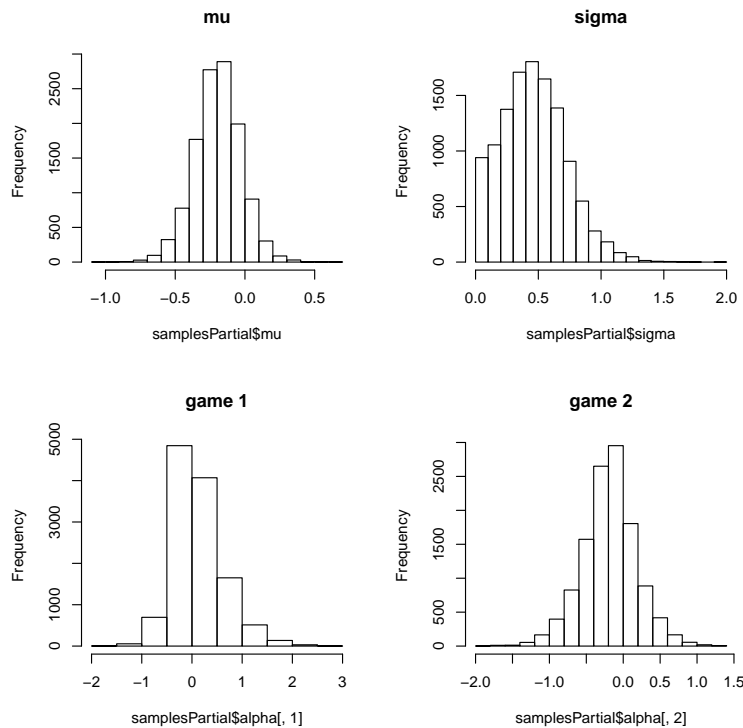 mu
Frequency
0 500 1500 2500
−1.0 −0.5 0.0 0.5
samplesPartial$mu
sigma
Frequency
0 500 1000 1500
0.0 0.5 1.0 1.5 2.0
samplesPartial$sigma
game 1
Frequency
0 1000 3000 5000
−2 −1 0 1 2 3
samplesPartial$alpha[, 1]
game 2
Frequency
0 500 1500 2500
−2.0 −1.0 0.0 0.5 1.0 1.5
samplesPartial$alpha[, 2]